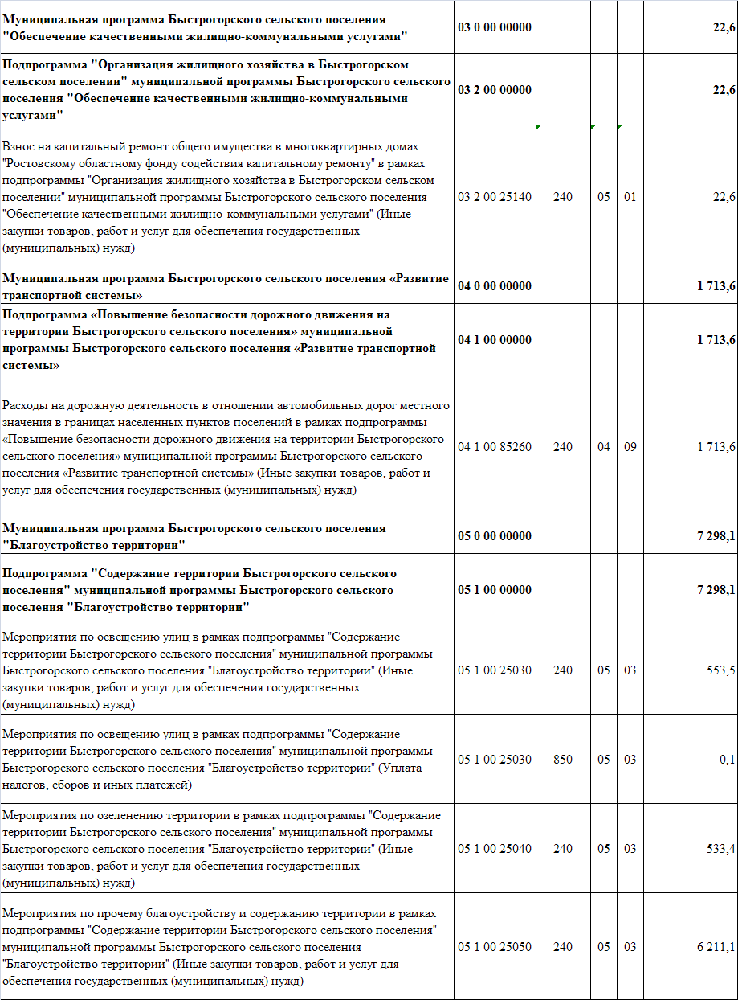 Муниципальная программа Быстрогорского сельского поселения
"Обеспечение качественными жилищно-коммунальными услугами"
03 0 00 00000
22,6
Подпрограмма "Организация жилищного хозяйства в Быстрогорском
сельском поселении" муниципальной программы Быстрогорского сельского
поселения "Обеспечение качественными жилищно-коммунальными
услугами"
03 2 00 00000
22,6
Взнос на капитальный ремонт общего имущества в многоквартирных домах
"Ростовскому областному фонду содействия капитальному ремонту" в рамках
подпрограммы "Организация жилищного хозяйства в Быстрогорском сельском
поселении" муниципальной программы Быстрогорского сельского поселения
"Обеспечение качественными жилищно-коммунальными услугами" (Иные
закупки товаров, работ и услуг для обеспечения государственных
(муниципальных) нужд)
03 2 00 25140 240 05 01 22,6
Муниципальная программа Быстрогорского сельского поселения «Развитие
транспортной системы»
04 0 00 00000
1 713,6
Подпрограмма «Повышение безопасности дорожного движения на
территории Быстрогорского сельского поселения» муниципальной
программы Быстрогорского сельского поселения «Развитие транспортной
системы»
04 1 00 00000
1 713,6
Расходы на дорожную деятельность в отношении автомобильных дорог местного
значения в границах населенных пунктов поселений в рамках подпрограммы
«Повышение безопасности дорожного движения на территории Быстрогорского
сельского поселения» муниципальной программы Быстрогорского сельского
поселения «Развитие транспортной системы» (Иные закупки товаров, работ и
услуг для обеспечения государственных (муниципальных) нужд)
04 1 00 85260 240 04 09 1 713,6
Муниципальная программа Быстрогорского сельского поселения
"Благоустройство территории"
05 0 00 00000
7 298,1
Подпрограмма "Содержание территории Быстрогорского сельского
поселения" муниципальной программы Быстрогорского сельского
поселения "Благоустройство территории"
05 1 00 00000
7 298,1
Мероприятия по освещению улиц в рамках подпрограммы "Содержание
территории Быстрогорского сельского поселения" муниципальной программы
Быстрогорского сельского поселения "Благоустройство территории" (Иные
закупки товаров, работ и услуг для обеспечения государственных
(муниципальных) нужд)
05 1 00 25030 240 05 03 553,5
Мероприятия по освещению улиц в рамках подпрограммы "Содержание
территории Быстрогорского сельского поселения" муниципальной программы
Быстрогорского сельского поселения "Благоустройство территории" (Уплата
налогов, сборов и иных платежей)
05 1 00 25030 850 05 03 0,1
Мероприятия по озеленению территории в рамках подпрограммы "Содержание
территории Быстрогорского сельского поселения" муниципальной программы
Быстрогорского сельского поселения "Благоустройство территории" (Иные
закупки товаров, работ и услуг для обеспечения государственных
(муниципальных) нужд)
05 1 00 25040 240 05 03 533,4
Мероприятия по прочему благоустройству и содержанию территории в рамках
подпрограммы "Содержание территории Быстрогорского сельского поселения"
муниципальной программы Быстрогорского сельского поселения
"Благоустройство территории" (Иные закупки товаров, работ и услуг для
обеспечения государственных (муниципальных) нужд)
05 1 00 25050 240 05 03 6 211,1